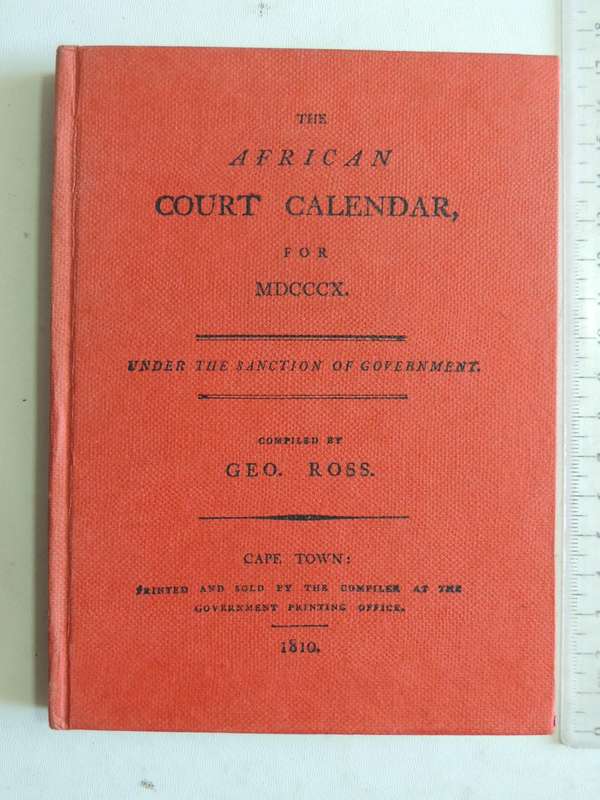 THE
AFRICAN
COURT CALENDAR,
FOR
MDCCCX.
UNDER THE SANCTION OF GOVERNMENT.
COMPILED BY
GEO. ROSS.
CAPE TOWN:
PRINTED AND SOLD BY THE COMPILER AT THE
GOVERNMENT PRINTING OFFICE.
1810.